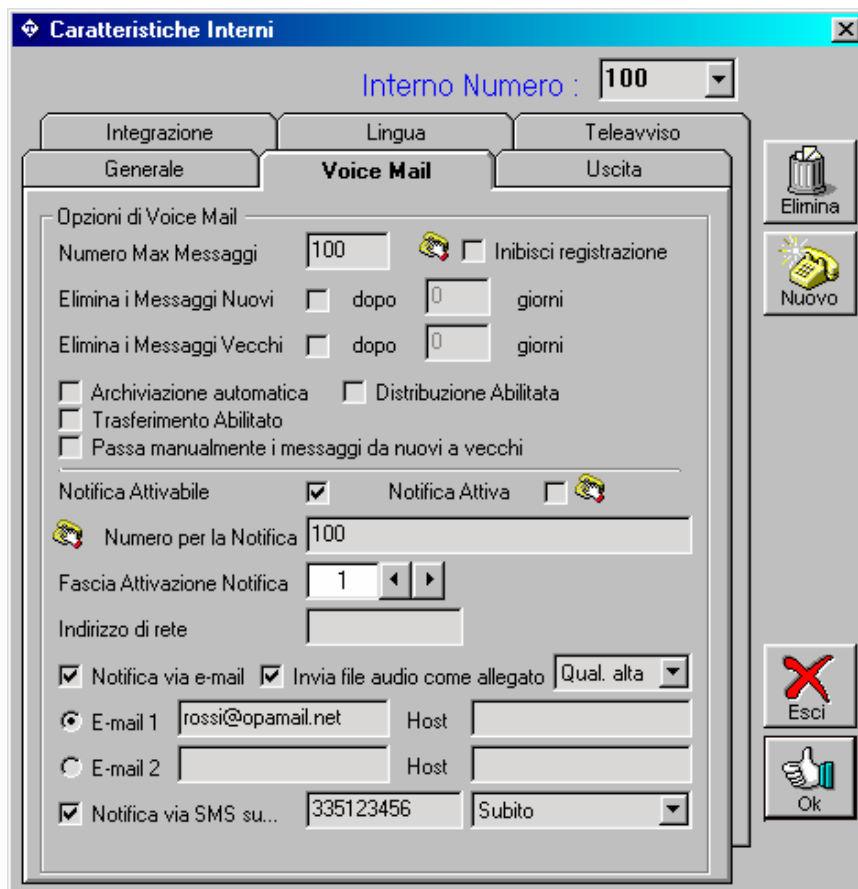 Caratteristiche Interni
Interno Numero : 100
Integrazione Lingua Teleavviso
Generale Voice Mail Uscita
Elimina
Nuovo
Opzioni di Voice Mail
Numero Max Messaggi 100 Inibisci registrazione
Elimina i Messaggi Nuovi dopo 0 giorni
Elimina i Messaggi Vecchi dopo 0 giorni
Archiviazione automatica Distribuzione Abilitata
Trasferimento Abilitato
Passa manualmente i messaggi da nuovi a vecchi
Notifica Attivabile Notifica Attiva
Numero per la Notifica 100
Fascia Attivazione Notifica 1
Indirizzo di rete
Notifica via e-mail Invia file audio come allegato Qual. alta
E-mail 1 rossi@opamail.net Host
E-mail 2 Host
Notifica via SMS su... 335123456 Subito
Esci
Ok